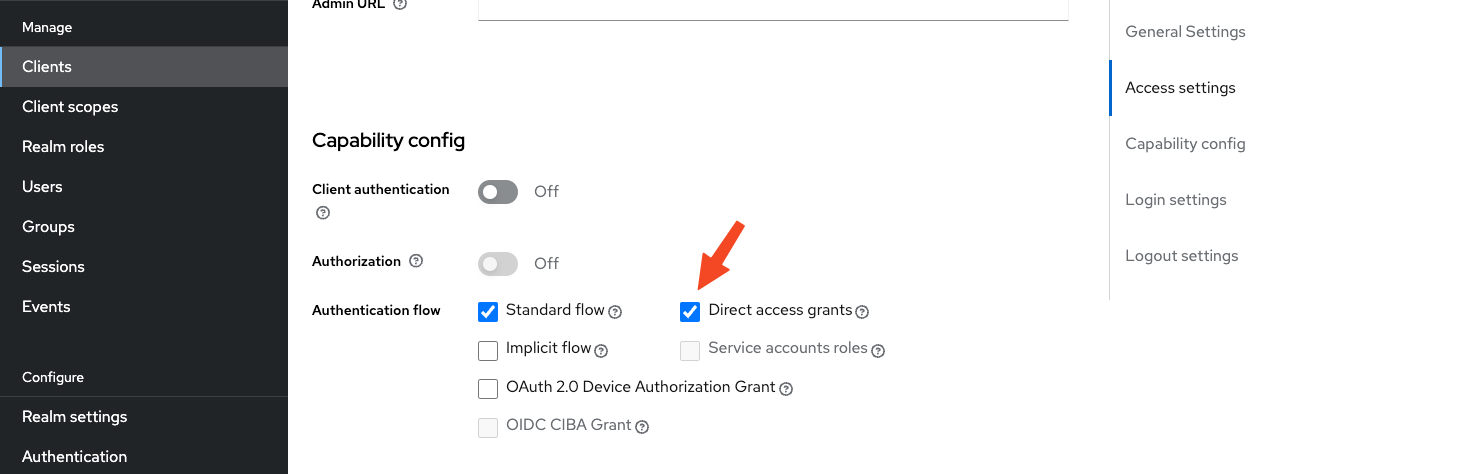 Manage
Clients
Client scopes
Realm roles
Users
Groups
Sessions
Events
Configure
Realm settings
Authentication
Admin URL
Capability config
Client authentication
Off
Authorization
Off
Authentication flow
Standard flow
Direct access grants
Implicit flow
Service accounts roles
OAuth 2.0 Device Authorization Grant
OIDC CIBA Grant
General Settings
Access settings
Capability config
Login settings
Logout settings